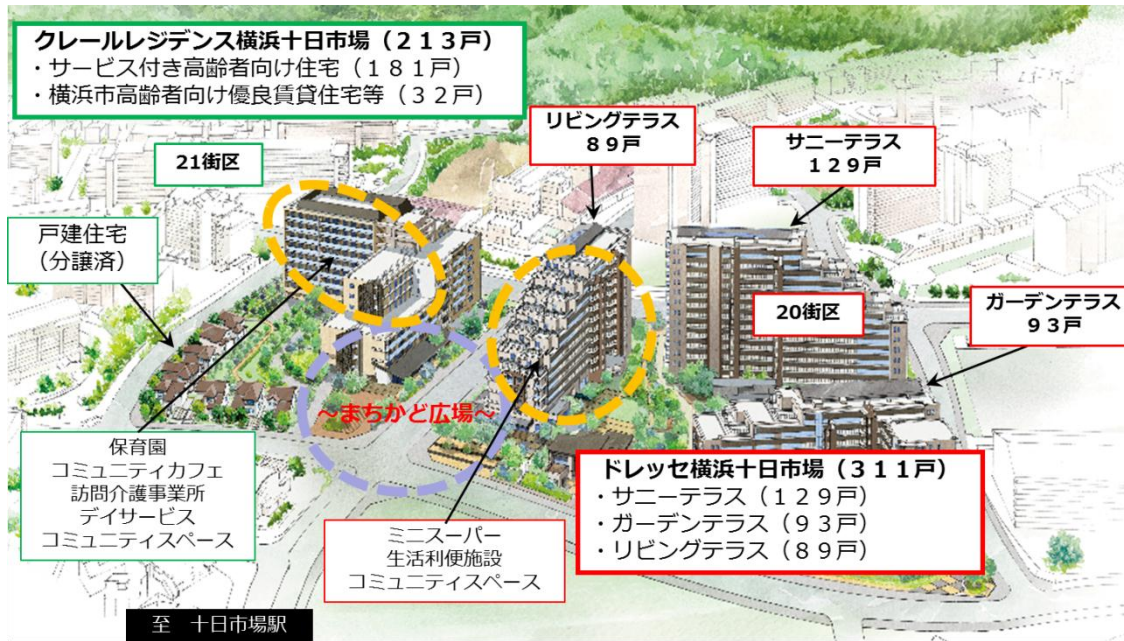 クレールレジデンス横浜十日市場（２１３戸）
・サービス付き高齢者向け住宅（１８１戸）
・横浜市高齢者向け優良賃貸住宅等（３２戸）
リビングテラス
８９戸
サニーテラス
１２９戸
21街区
戸建住宅
（分譲済）
20街区
ガーデンテラス
９３戸
～まちかど広場～
保育園
コミュニティカフェ
訪問介護事業所
デイサービス
コミュニティスペース
ミニスーパー
生活利便施設
コミュニティスペース
ドレッセ横浜十日市場（３１１戸）
・サニーテラス（１２９戸）
・ガーデンテラス（９３戸）
・リビングテラス（８９戸）
至　十日市場駅